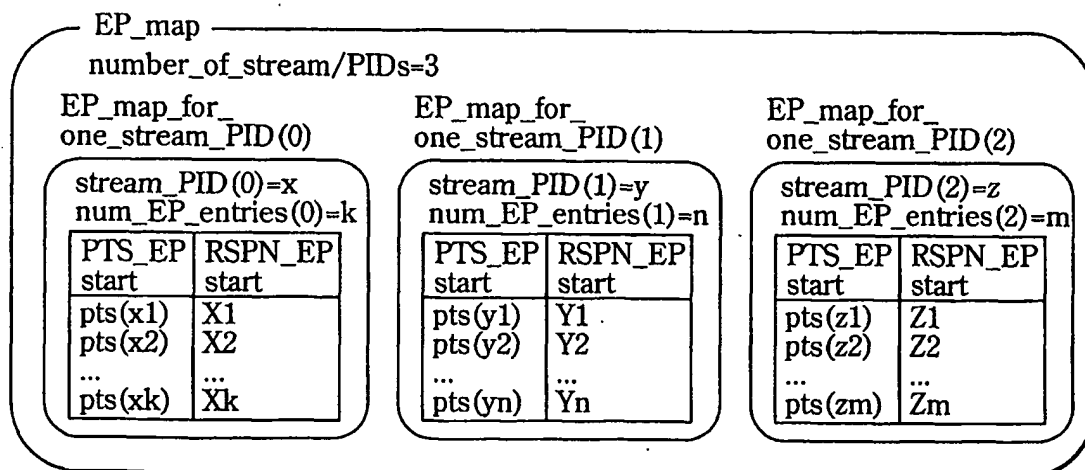 EP_map
number_of_stream/PIDs=3
EP_map_for_
one_stream_PID(0)
stream_PID(0)=x
num_EP_entries(0)=k
PTS_EP RSPN_EP
start start
pts(x1) X1
pts(x2) X2
... ...
pts(xk) Xk
EP_map_for_
one_stream_PID(1)
stream_PID(1)=y
num_EP_entries(1)=n
PTS_EP RSPN_EP
start start
pts(y1) Y1
pts(y2) Y2
... ...
pts(yn) Yn
EP_map_for_
one_stream_PID(2)
stream_PID(2)=z
num_EP_entries(2)=m
PTS_EP RSPN_EP
start start
pts(z1) Z1
pts(z2) Z2
... ...
pts(zm) Zm